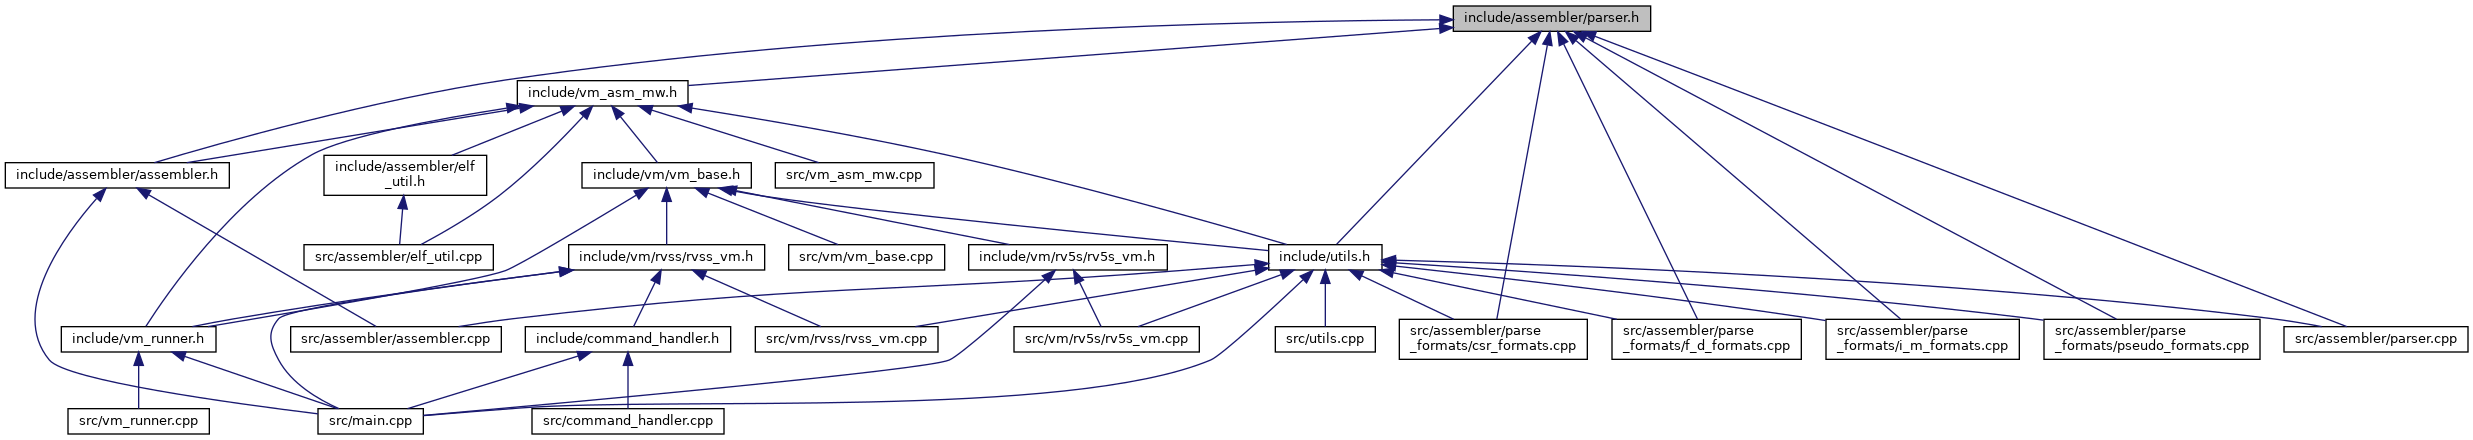 include/assembler/parser.h
include/vm_asm_mw.h
include/assembler/assembler.h
include/assembler/elf
_util.h
include/vm/vm_base.h
src/vm_asm_mw.cpp
src/assembler/elf_util.cpp
include/vm/rvss/rvss_vm.h
src/vm/vm_base.cpp
include/vm/rv5s/rv5s_vm.h
include/utils.h
include/vm_runner.h
src/assembler/assembler.cpp
include/command_handler.h
src/vm/rvss/rvss_vm.cpp
src/vm/rv5s/rv5s_vm.cpp
src/utils.cpp
src/assembler/parse
_formats/csr_formats.cpp
src/assembler/parse
_formats/f_d_formats.cpp
src/assembler/parse
_formats/i_m_formats.cpp
src/assembler/parse
_formats/pseudo_formats.cpp
src/assembler/parser.cpp
src/vm_runner.cpp
src/main.cpp
src/command_handler.cpp